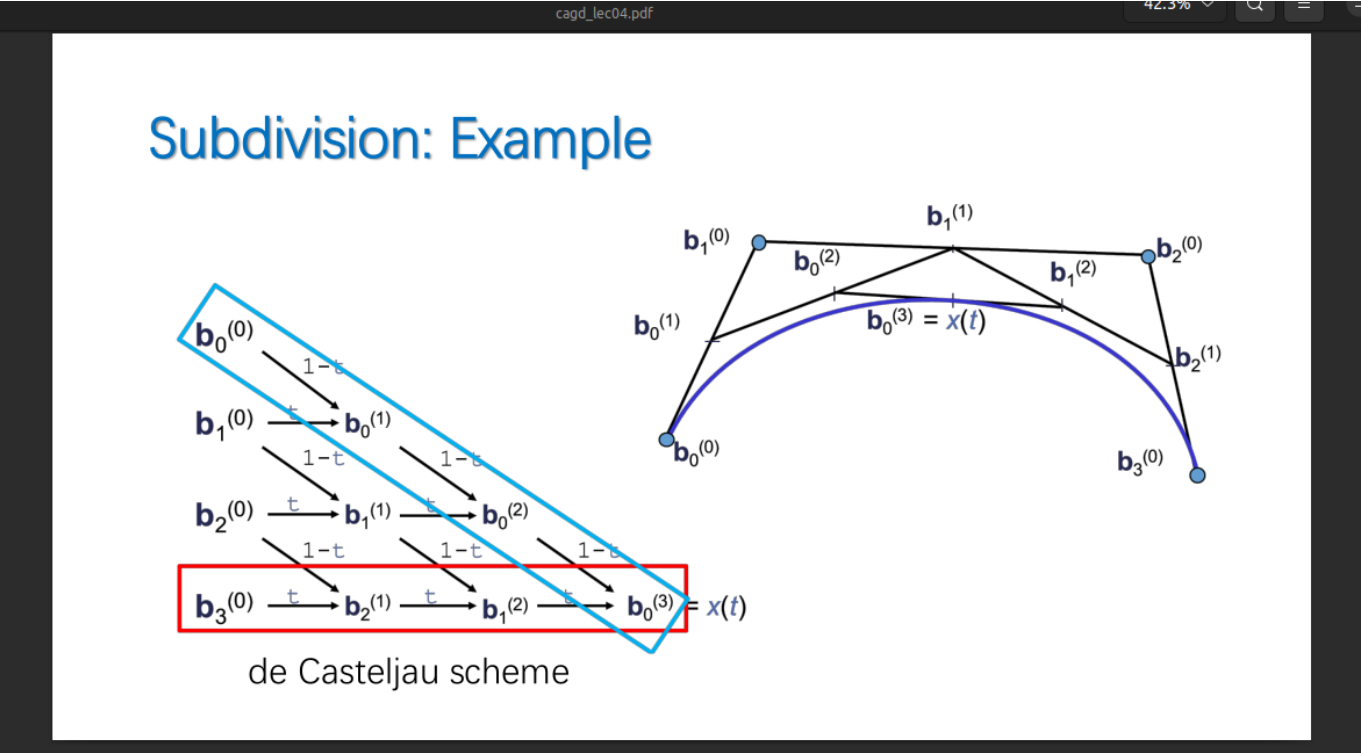 cagd_lec04.pdf
42.3%
Subdivision: Example
b₁⁽⁰⁾
b₁⁽¹⁾
b₂⁽⁰⁾
b₀⁽²⁾
b₁⁽²⁾
b₀⁽¹⁾
b₀⁽³⁾ = x(t)
b₂⁽¹⁾
b₀⁽⁰⁾
b₃⁽⁰⁾
b₀⁽⁰⁾
1-t
b₁⁽⁰⁾ t b₀⁽¹⁾
1-t 1-t
b₂⁽⁰⁾ t b₁⁽¹⁾ t b₀⁽²⁾
1-t 1-t 1-t
b₃⁽⁰⁾ t b₂⁽¹⁾ t b₁⁽²⁾ t b₀⁽³⁾ = x(t)
de Casteljau scheme